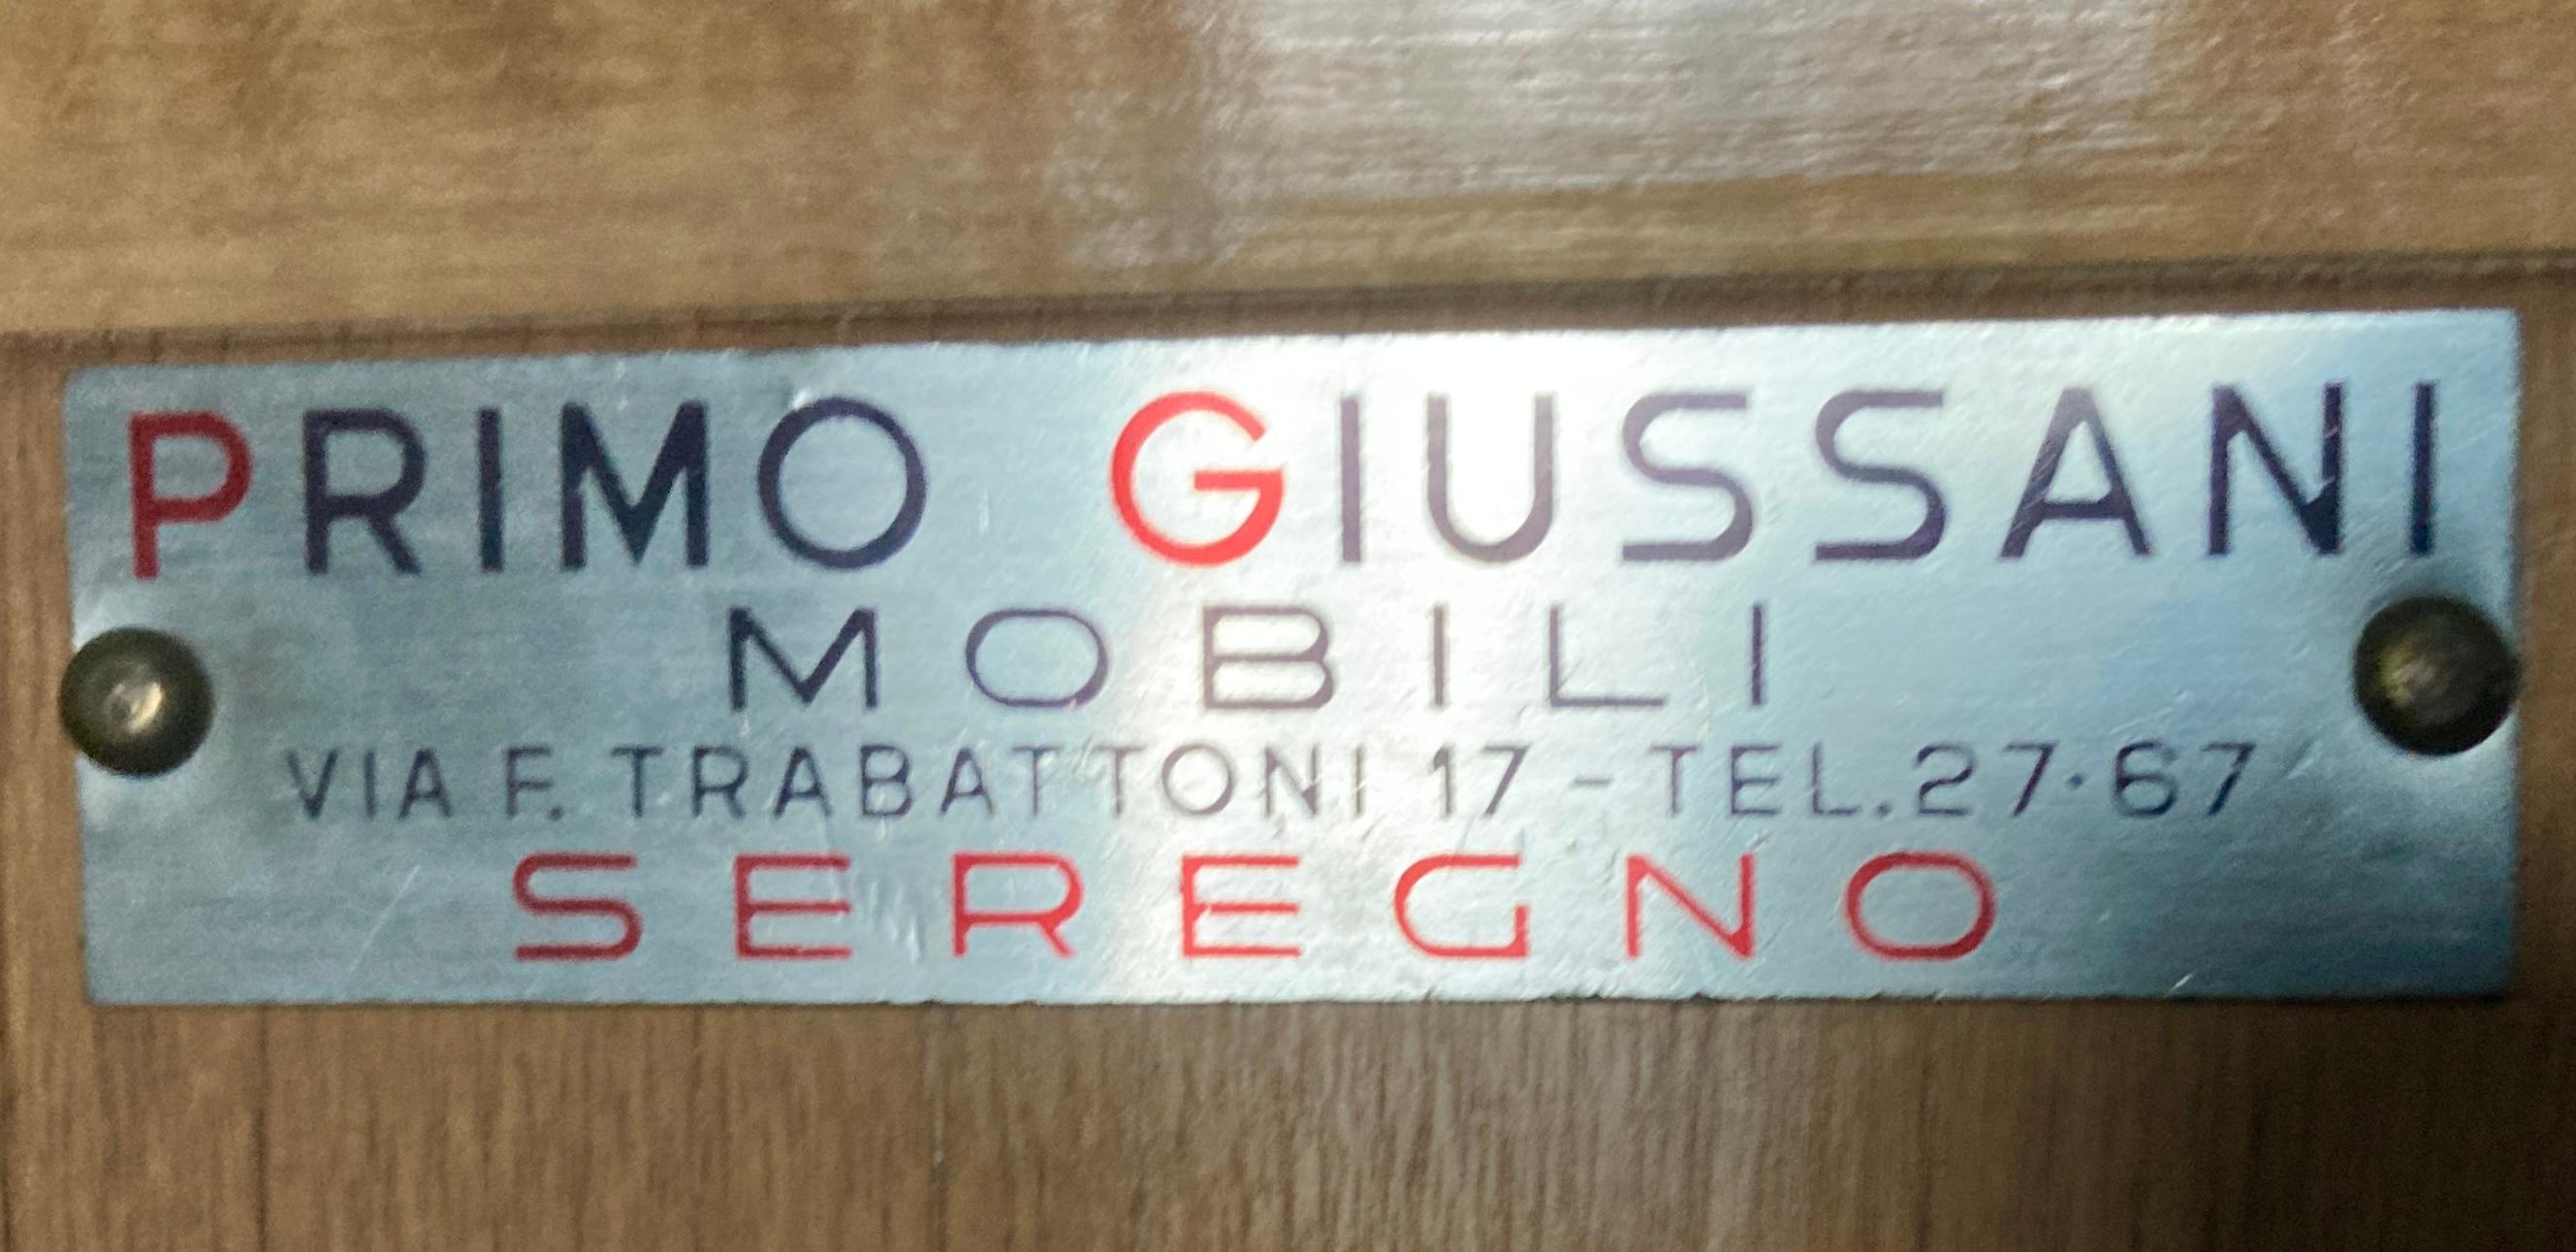 PRIMO GIUSSANI
MOBILI
VIA F. TRABATTONI 17 - TEL. 27·67
SEREGNO